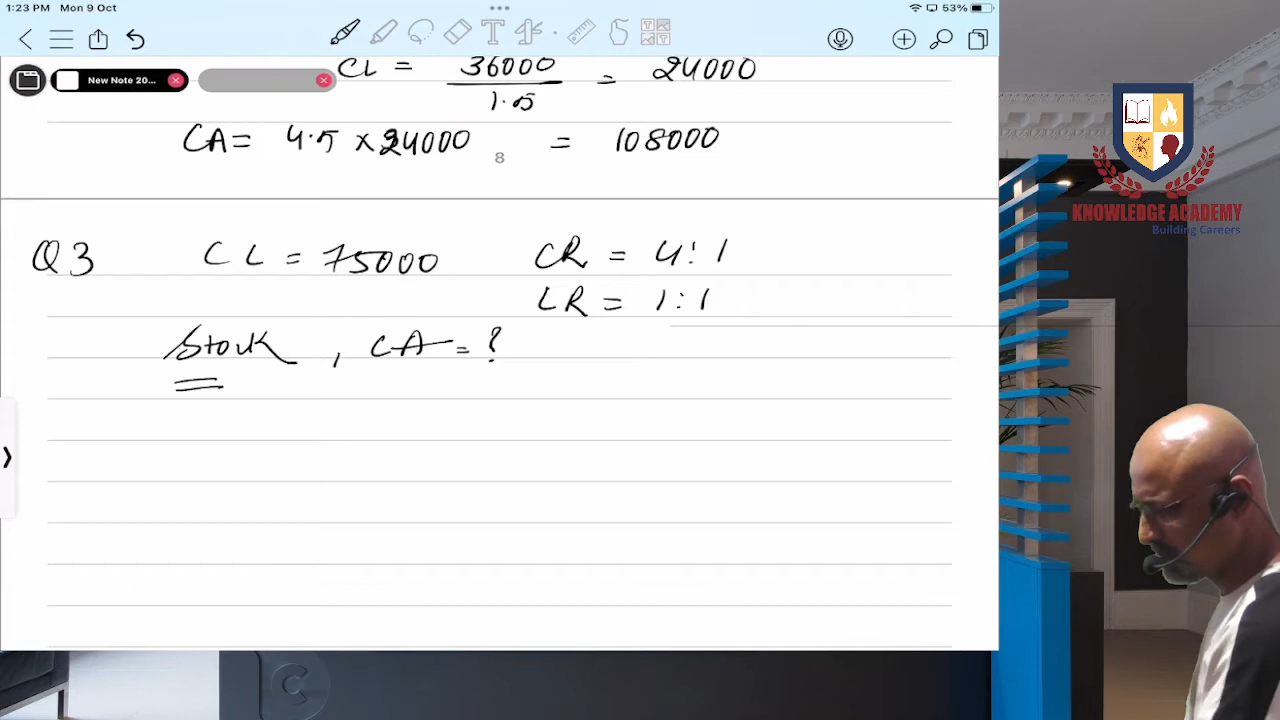 1:23 PM Mon 9 Oct
53%
New Note 20...
CL = 36000 / 1.5 = 24000
CA = 4.5 x 24000 = 108000
8
Q3 CL = 75000 CR = 4:1
LR = 1:1
Stock, CA = ?
KNOWLEDGE ACADEMY
Building Careers